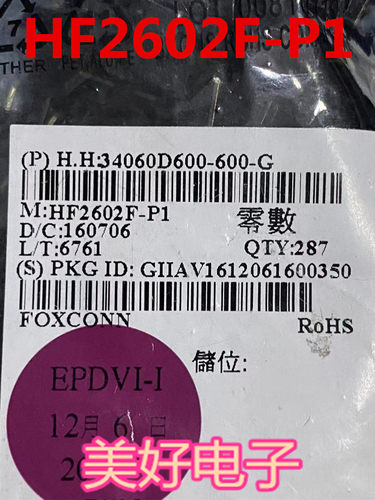 HF2602F-P1
(P) H.H:34060D600-600-G
M:HF2602F-P1
零數
D/C:160706
L/T:6761
QTY:287
(S) PKG ID: GIIAV1612061600350
FOXCONN
RoHS
儲位:
EPDVI-I
12月 6 日
20
美好电子